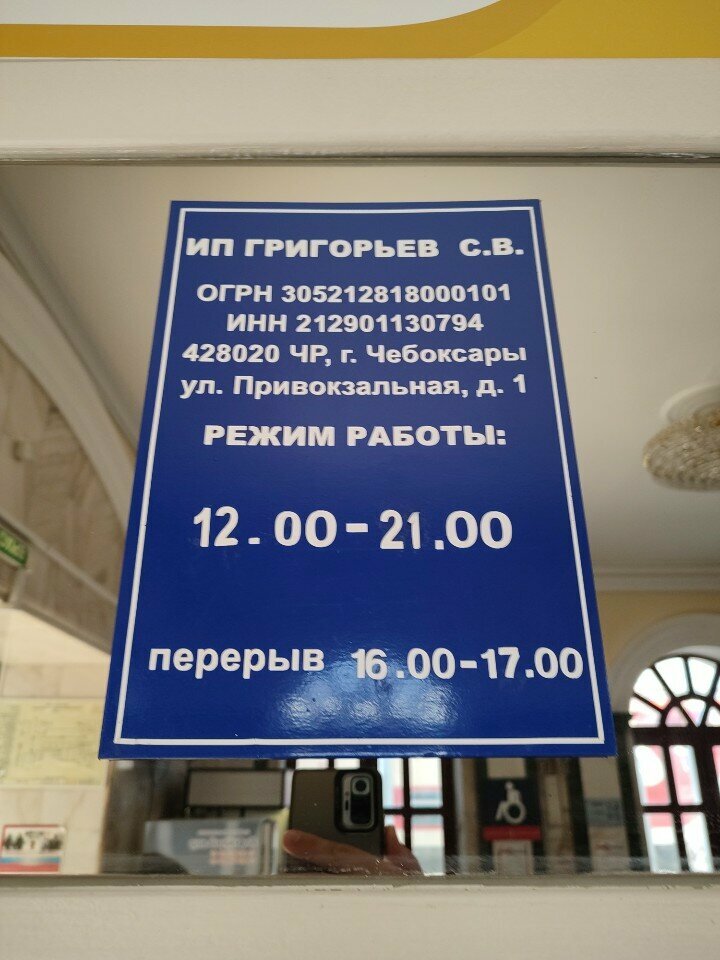 ИП ГРИГОРЬЕВ С.В.
ОГРН 305212818000101
ИНН 212901130794
428020 ЧР, г. Чебоксары
ул. Привокзальная, д. 1
РЕЖИМ РАБОТЫ:
12.00-21.00
перерыв 16.00-17.00